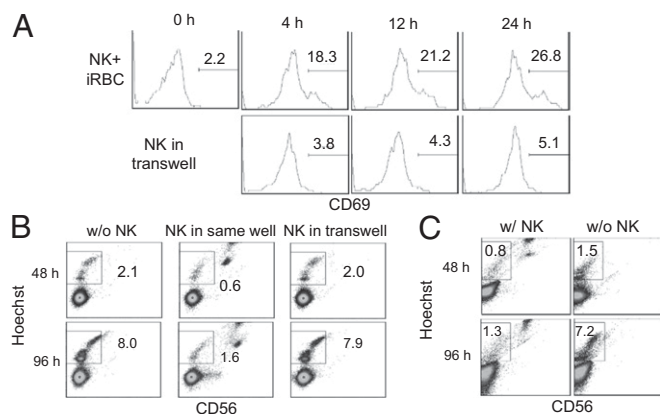 A
0 h 4 h 12 h 24 h
NK+
iRBC
2.2 18.3 21.2 26.8
NK in
transwell
3.8 4.3 5.1
CD69
B
w/o NK NK in same well NK in transwell
48 h
2.1 0.6 2.0
96 h
8.0 1.6 7.9
Hoechst
CD56
C
w/ NK w/o NK
48 h
0.8 1.5
96 h
1.3 7.2
Hoechst
CD56